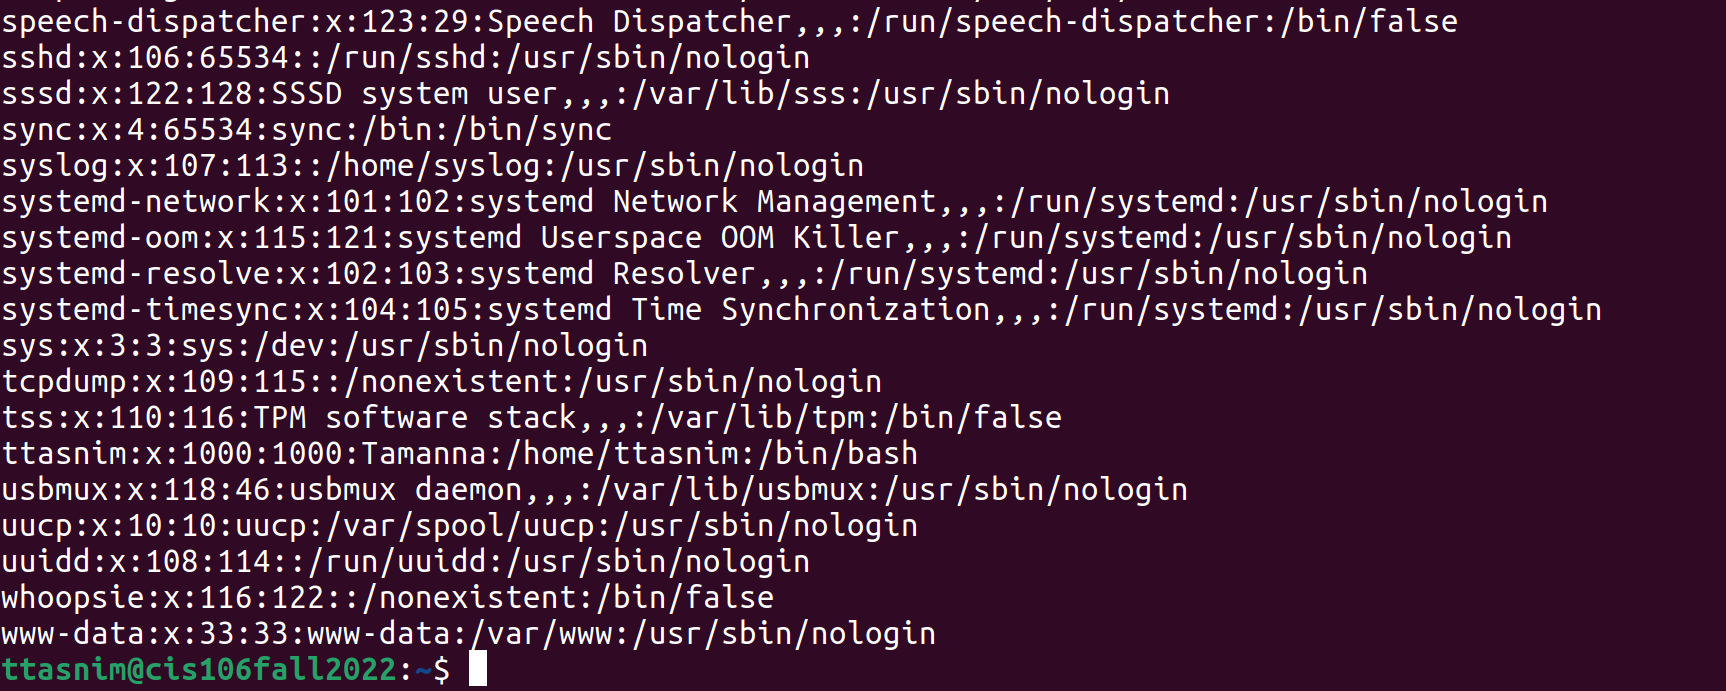 speech-dispatcher:x:123:29:Speech Dispatcher,,,:/run/speech-dispatcher:/bin/false
sshd:x:106:65534::/run/sshd:/usr/sbin/nologin
sssd:x:122:128:SSSD system user,,,:/var/lib/sss:/usr/sbin/nologin
sync:x:4:65534:sync:/bin:/bin/sync
syslog:x:107:113::/home/syslog:/usr/sbin/nologin
systemd-network:x:101:102:systemd Network Management,,,:/run/systemd:/usr/sbin/nologin
systemd-oom:x:115:121:systemd Userspace OOM Killer,,,:/run/systemd:/usr/sbin/nologin
systemd-resolve:x:102:103:systemd Resolver,,,:/run/systemd:/usr/sbin/nologin
systemd-timesync:x:104:105:systemd Time Synchronization,,,:/run/systemd:/usr/sbin/nologin
sys:x:3:3:sys:/dev:/usr/sbin/nologin
tcpdump:x:109:115::/nonexistent:/usr/sbin/nologin
tss:x:110:116:TPM software stack,,,:/var/lib/tpm:/bin/false
ttasnim:x:1000:1000:Tamanna:/home/ttasnim:/bin/bash
usbmux:x:118:46:usbmux daemon,,,:/var/lib/usbmux:/usr/sbin/nologin
uucp:x:10:10:uucp:/var/spool/uucp:/usr/sbin/nologin
uuidd:x:108:114::/run/uuidd:/usr/sbin/nologin
whoopsie:x:116:122::/nonexistent:/bin/false
www-data:x:33:33:www-data:/var/www:/usr/sbin/nologin
ttasnim@cis106fall2022:~$